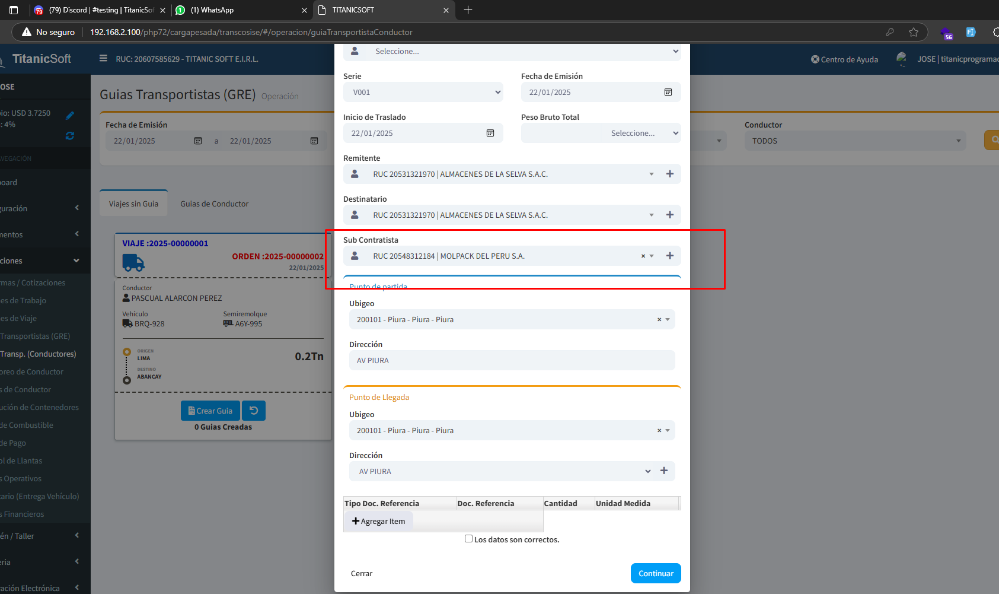 (79) Discord | #testing | TitanicSof
(1) WhatsApp
TITANICSOFT
No seguro
192.168.2.100/php72/cargapesada/transcosise/#/operacion/guiaTransportistaConductor
56
TitanicSoft
RUC: 20607585629 - TITANIC SOFT E.I.R.L.
Centro de Ayuda
JOSE | titanicprogramad
OSE
io: USD 3.7250
: 4%
VEGACIÓN
oard
guración
mentos
ciones
rmas / Cotizaciones
es de Trabajo
es de Viaje
Transportistas (GRE)
Transp. (Conductores)
oreo de Conductor
s de Conductor
ución de Contenedores
de Combustible
de Pago
ol de Llantas
s Operativos
tario (Entrega Vehículo)
s Financieros
én / Taller
eria
ación Electrónica
Guias Transportistas (GRE) Operación
Fecha de Emisión
22/01/2025 a 22/01/2025
Conductor
TODOS
Viajes sin Guia
Guias de Conductor
VIAJE :2025-00000001
ORDEN :2025-00000002
22/01/2025
Conductor
PASCUAL ALARCON PEREZ
Vehículo
BRQ-928
Semiremolque
A6Y-995
ORIGEN
LIMA
DESTINO
ABANCAY
0.2Tn
Crear Guia
0 Guias Creadas
Seleccione...
Serie
V001
Fecha de Emisión
22/01/2025
Inicio de Traslado
22/01/2025
Peso Bruto Total
Seleccione...
Remitente
RUC 20531321970 | ALMACENES DE LA SELVA S.A.C.
Destinatario
RUC 20531321970 | ALMACENES DE LA SELVA S.A.C.
Sub Contratista
RUC 20548312184 | MOLPACK DEL PERU S.A.
Punto de partida
Ubigeo
200101 - Piura - Piura - Piura
Dirección
AV PIURA
Punto de Llegada
Ubigeo
200101 - Piura - Piura - Piura
Dirección
AV PIURA
Tipo Doc. Referencia Doc. Referencia Cantidad Unidad Medida
Agregar Item
Los datos son correctos.
Cerrar
Continuar